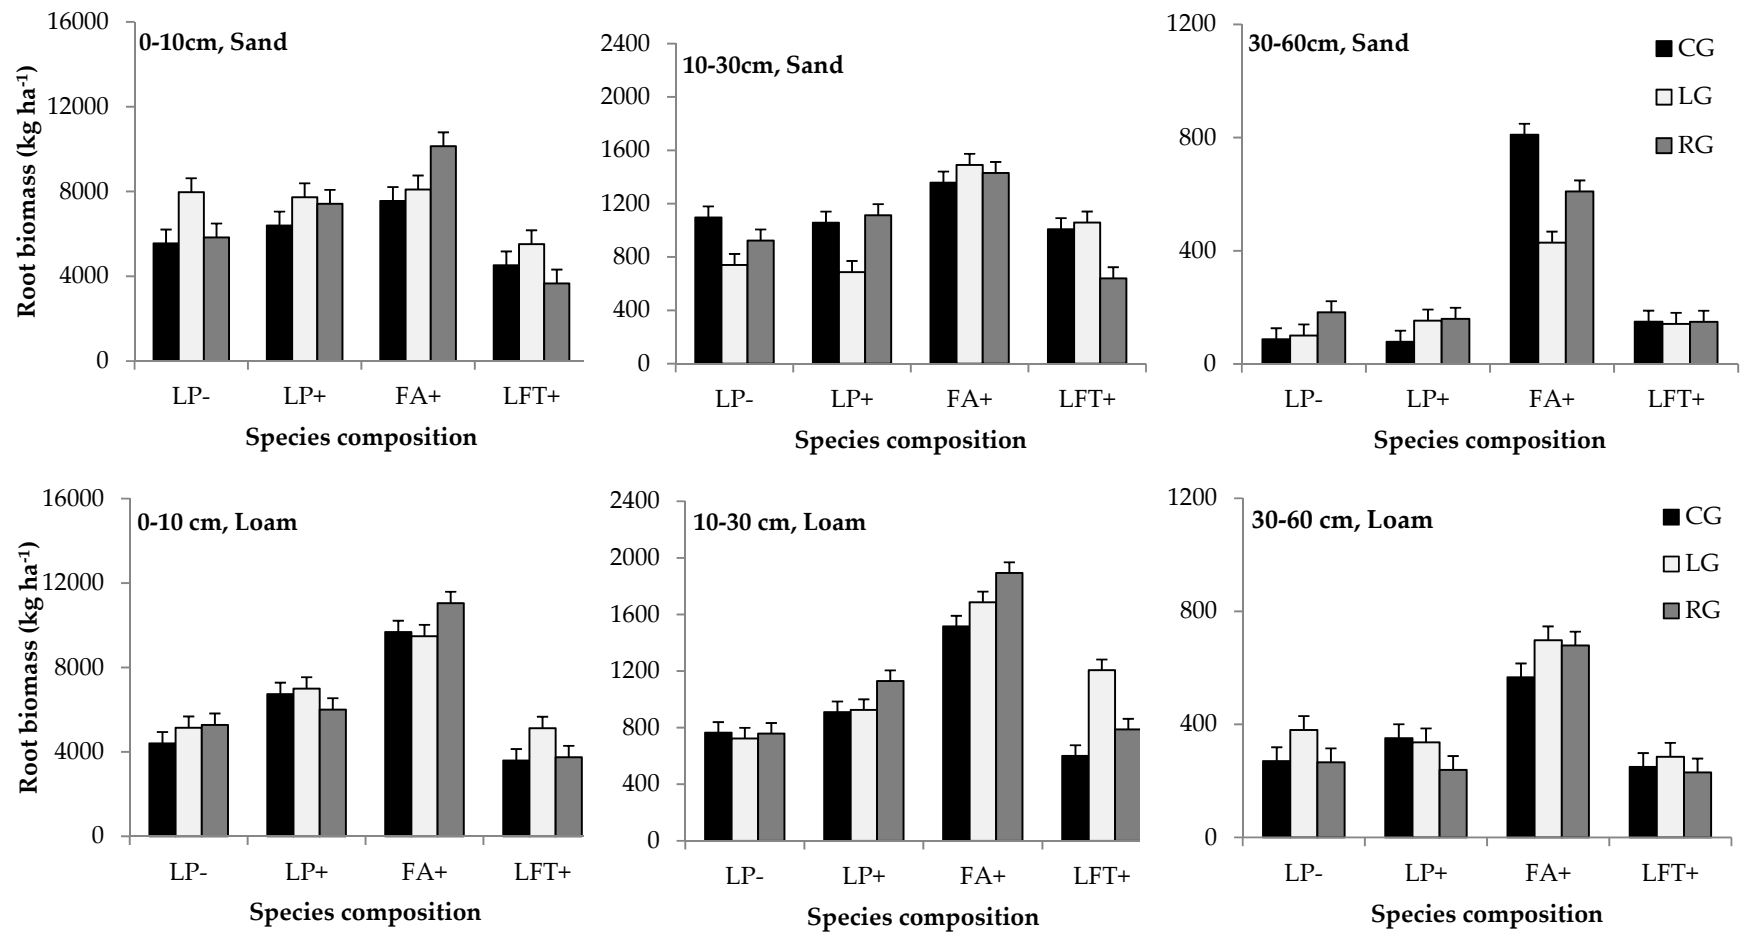 Root biomass (kg ha-1)
16000
12000
8000
4000
0
0-10cm, Sand
LP-
LP+
FA+
LFT+
Species composition
2400
2000
1600
1200
800
400
0
10-30cm, Sand
LP-
LP+
FA+
LFT+
Species composition
1200
800
400
0
30-60cm, Sand
CG
LG
RG
LP-
LP+
FA+
LFT+
Species composition
Root biomass (kg ha-1)
16000
12000
8000
4000
0
0-10 cm, Loam
LP-
LP+
FA+
LFT+
Species composition
2400
2000
1600
1200
800
400
0
10-30 cm, Loam
LP-
LP+
FA+
LFT+
Species composition
1200
800
400
0
30-60 cm, Loam
CG
LG
RG
LP-
LP+
FA+
LFT+
Species composition